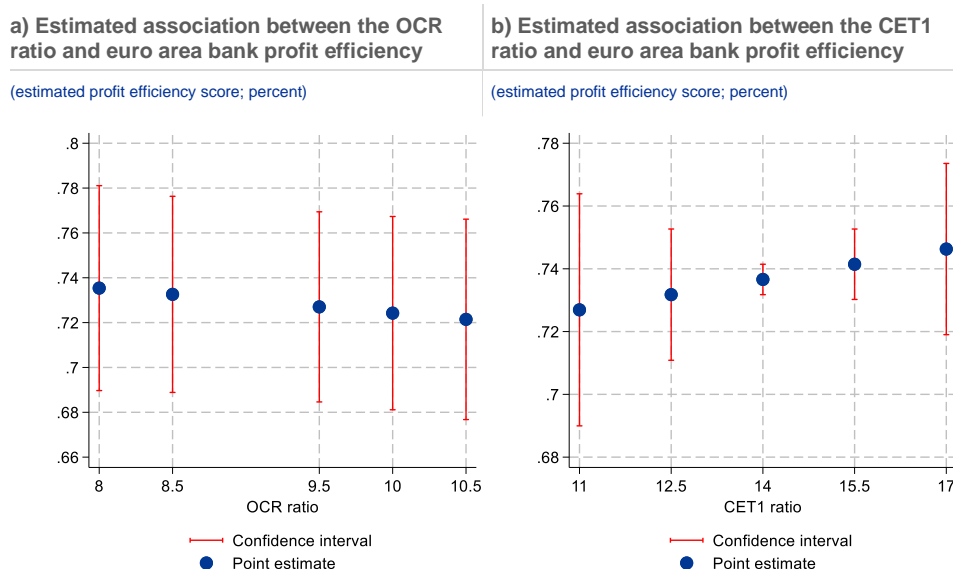 a) Estimated association between the OCR
ratio and euro area bank profit efficiency
(estimated profit efficiency score; percent)
.8
.78
.76
.74
.72
.7
.68
.66
8
8.5
9.5
10
10.5
OCR ratio
Confidence interval
Point estimate
b) Estimated association between the CET1
ratio and euro area bank profit efficiency
(estimated profit efficiency score; percent)
.78
.76
.74
.72
.7
.68
11
12.5
14
15.5
17
CET1 ratio
Confidence interval
Point estimate